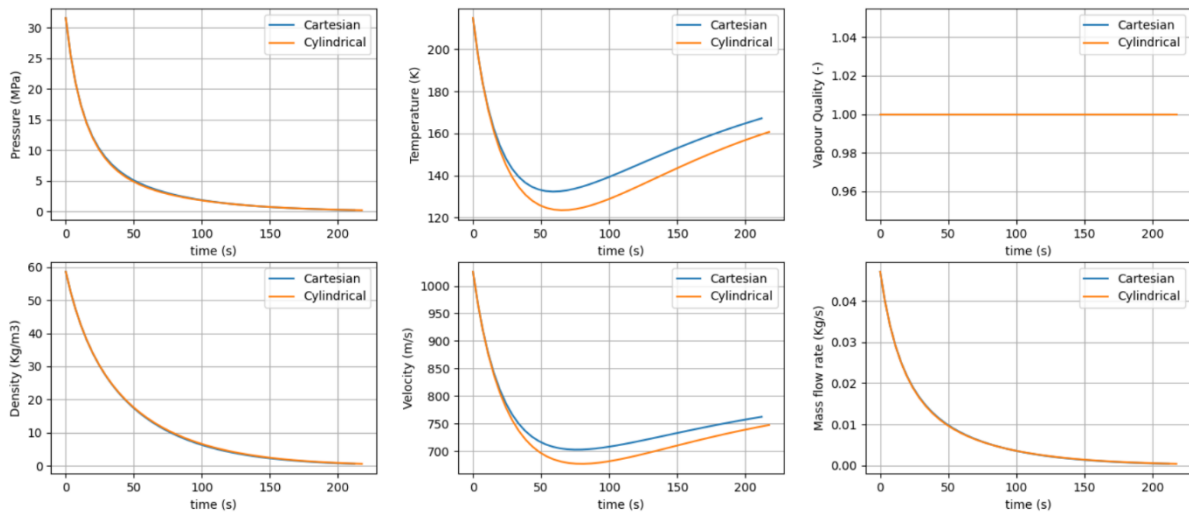 Pressure (MPa)
30
25
20
15
10
5
0
0 50 100 150 200
time (s)
Cartesian
Cylindrical
Temperature (K)
200
180
160
140
120
0 50 100 150 200
time (s)
Cartesian
Cylindrical
Vapour Quality (-)
1.04
1.02
1.00
0.98
0.96
0 50 100 150 200
time (s)
Cartesian
Cylindrical
Density (Kg/m3)
60
50
40
30
20
10
0
0 50 100 150 200
time (s)
Cartesian
Cylindrical
Velocity (m/s)
1000
950
900
850
800
750
700
0 50 100 150 200
time (s)
Cartesian
Cylindrical
Mass flow rate (Kg/s)
0.04
0.03
0.02
0.01
0.00
0 50 100 150 200
time (s)
Cartesian
Cylindrical